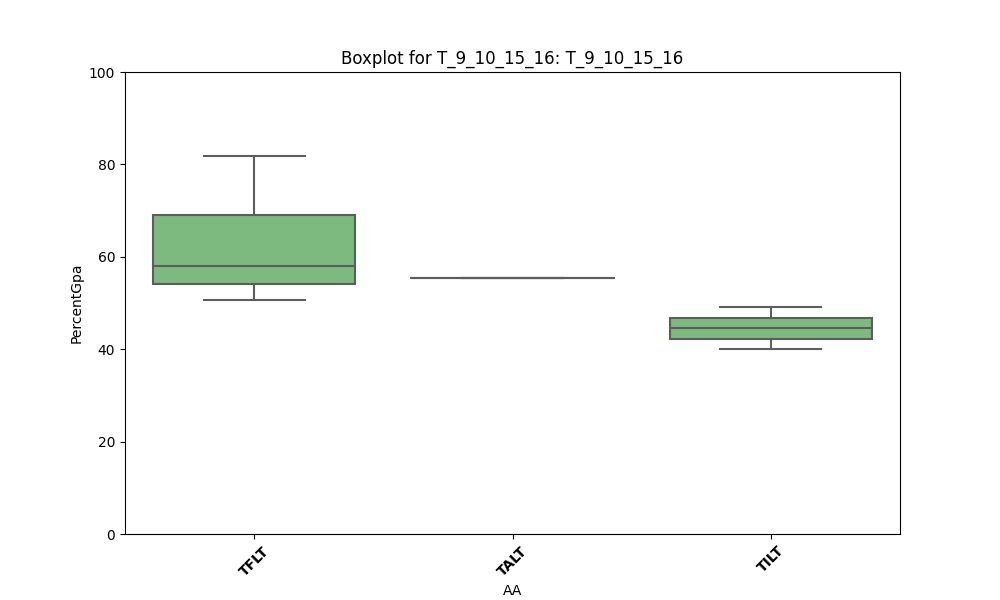 Boxplot for T_9_10_15_16: T_9_10_15_16
100
80
60
40
20
0
PercentGpa
TFLT
TALT
TILT
AA